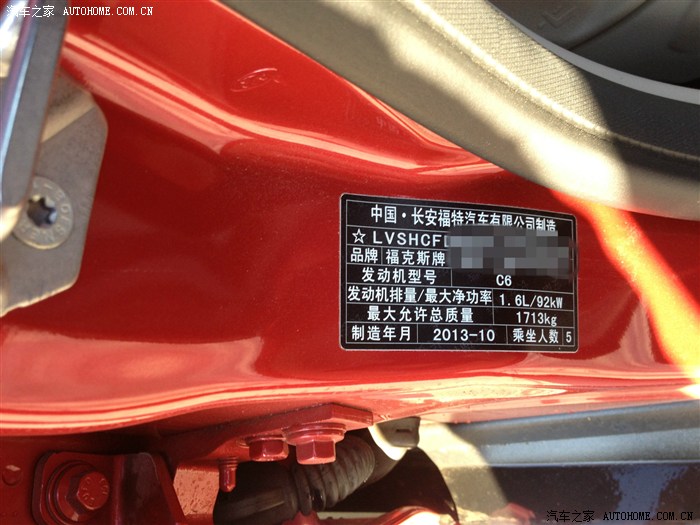 汽车之家 AUTOHOME.COM.CN
中国·长安福特汽车有限公司制造
☆ LVSHCF
品牌 福克斯牌
发动机型号 C6
发动机排量/最大净功率 1.6L/92kW
最大允许总质量 1713kg
制造年月 2013-10 乘坐人数 5
汽车之家 AUTOHOME.COM.CN